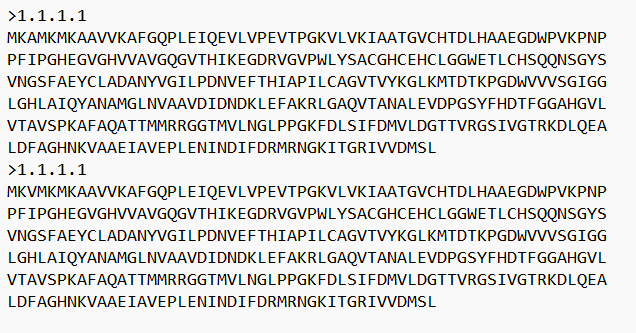 >1.1.1.1
MKAMKMKAAVVKAFGQPLEIQEVLVPEVTPGKVLVKIAATGVCHTDLHAAEGDWPVKPNP
PFIPGHEGVGHVVAVGQGVTHIKEGDRVGVPWLYSACGHCEHCLGGWETLCHSQQNSGYS
VNGSFAEYCLADANYVGILPDNVEFTHIAPILCAGVTVYKGLKMTDTKPGDWVVVSGIGG
LGHLAIQYANAMGLNVAAVDIDNDKLEFAKRLGAQVTANALEVDPGSYFHDTFGGAHGVL
VTAVSPKAFAQATTMMRRGGTMVLNGLPPGKFDLSIFDMVLDGTTVRGSIVGTRKDLQEA
LDFAGHNKVAAEIAVEPLENINDIFDRMRNGKITGRIVVDMSL
>1.1.1.1
MKVMKMKAAVVKAFGQPLEIQEVLVPEVTPGKVLVKIAATGVCHTDLHAAEGDWPVKPNP
PFIPGHEGVGHVVAVGQGVTHIKEGDRVGVPWLYSACGHCEHCLGGWETLCHSQQNSGYS
VNGSFAEYCLADANYVGILPDNVEFTHIAPILCAGVTVYKGLKMTDTKPGDWVVVSGIGG
LGHLAIQYANAMGLNVAAVDIDNDKLEFAKRLGAQVTANALEVDPGSYFHDTFGGAHGVL
VTAVSPKAFAQATTMMRRGGTMVLNGLPPGKFDLSIFDMVLDGTTVRGSIVGTRKDLQEA
LDFAGHNKVAAEIAVEPLENINDIFDRMRNGKITGRIVVDMSL